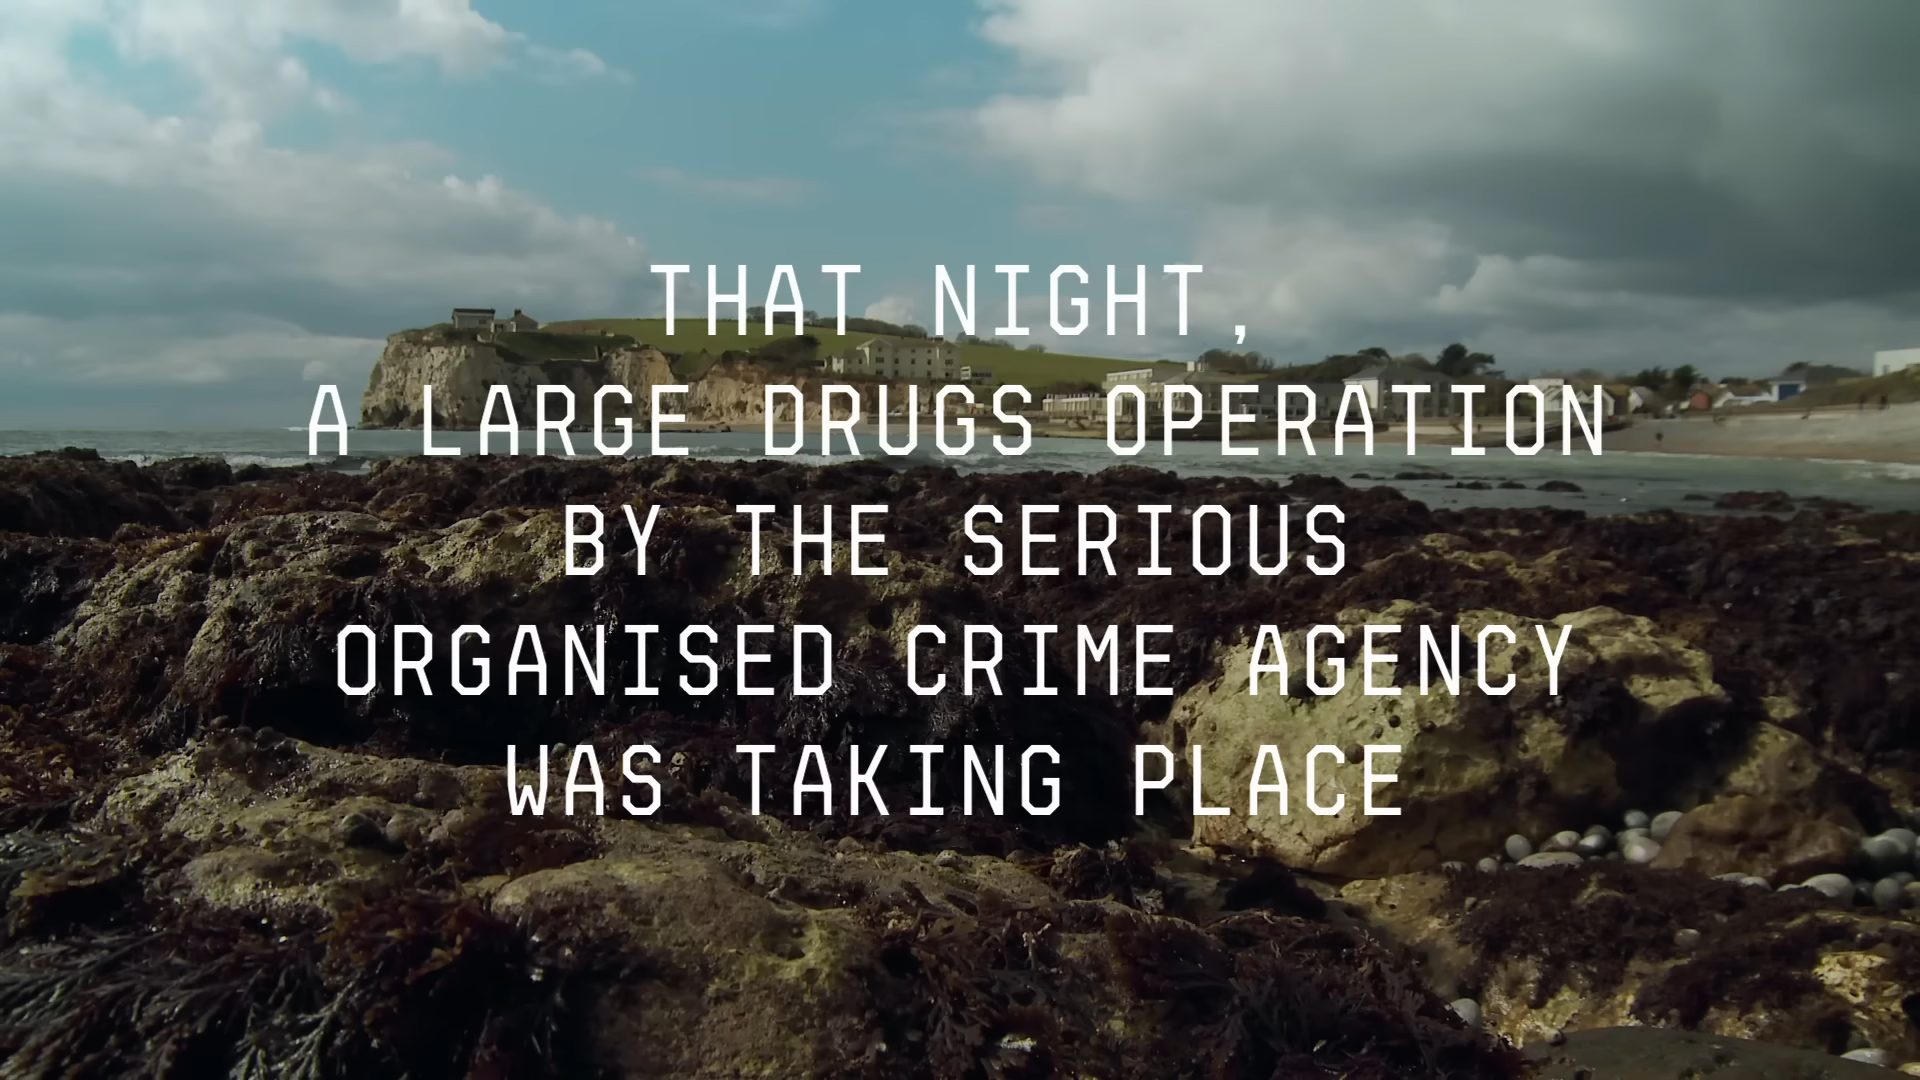 THAT NIGHT,
A LARGE DRUGS OPERATION
BY THE SERIOUS
ORGANISED CRIME AGENCY
WAS TAKING PLACE